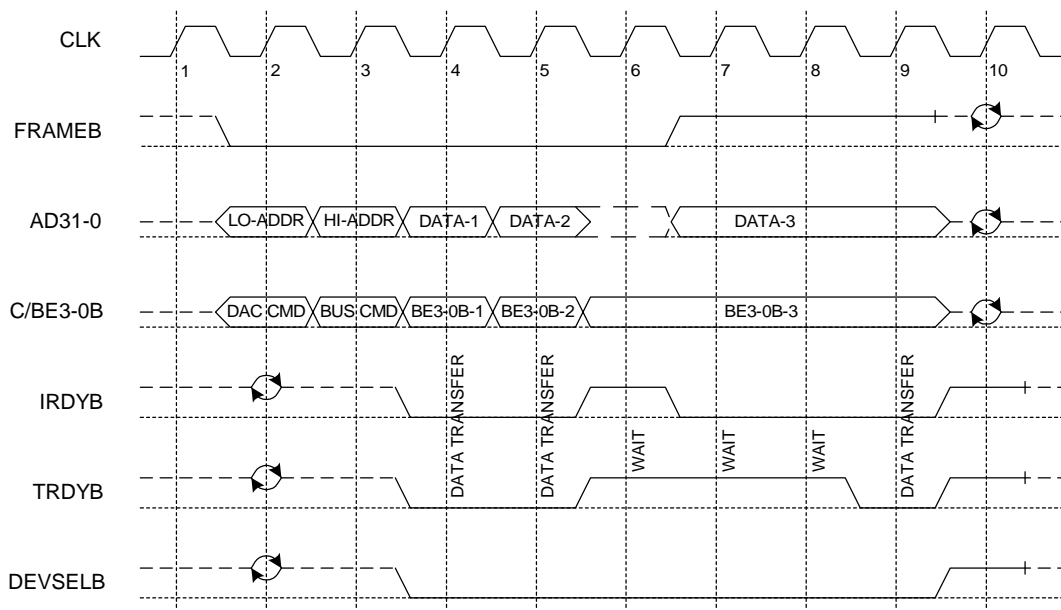 CLK
1 2 3 4 5 6 7 8 9 10
FRAMEB
AD31-0
LO-ADDR HI-ADDR DATA-1 DATA-2 DATA-3
C/BE3-0B
DAC CMD BUS CMD BE3-0B-1 BE3-0B-2 BE3-0B-3
IRDYB
DATA TRANSFER
DATA TRANSFER
WAIT
WAIT
WAIT
DATA TRANSFER
TRDYB
DEVSELB